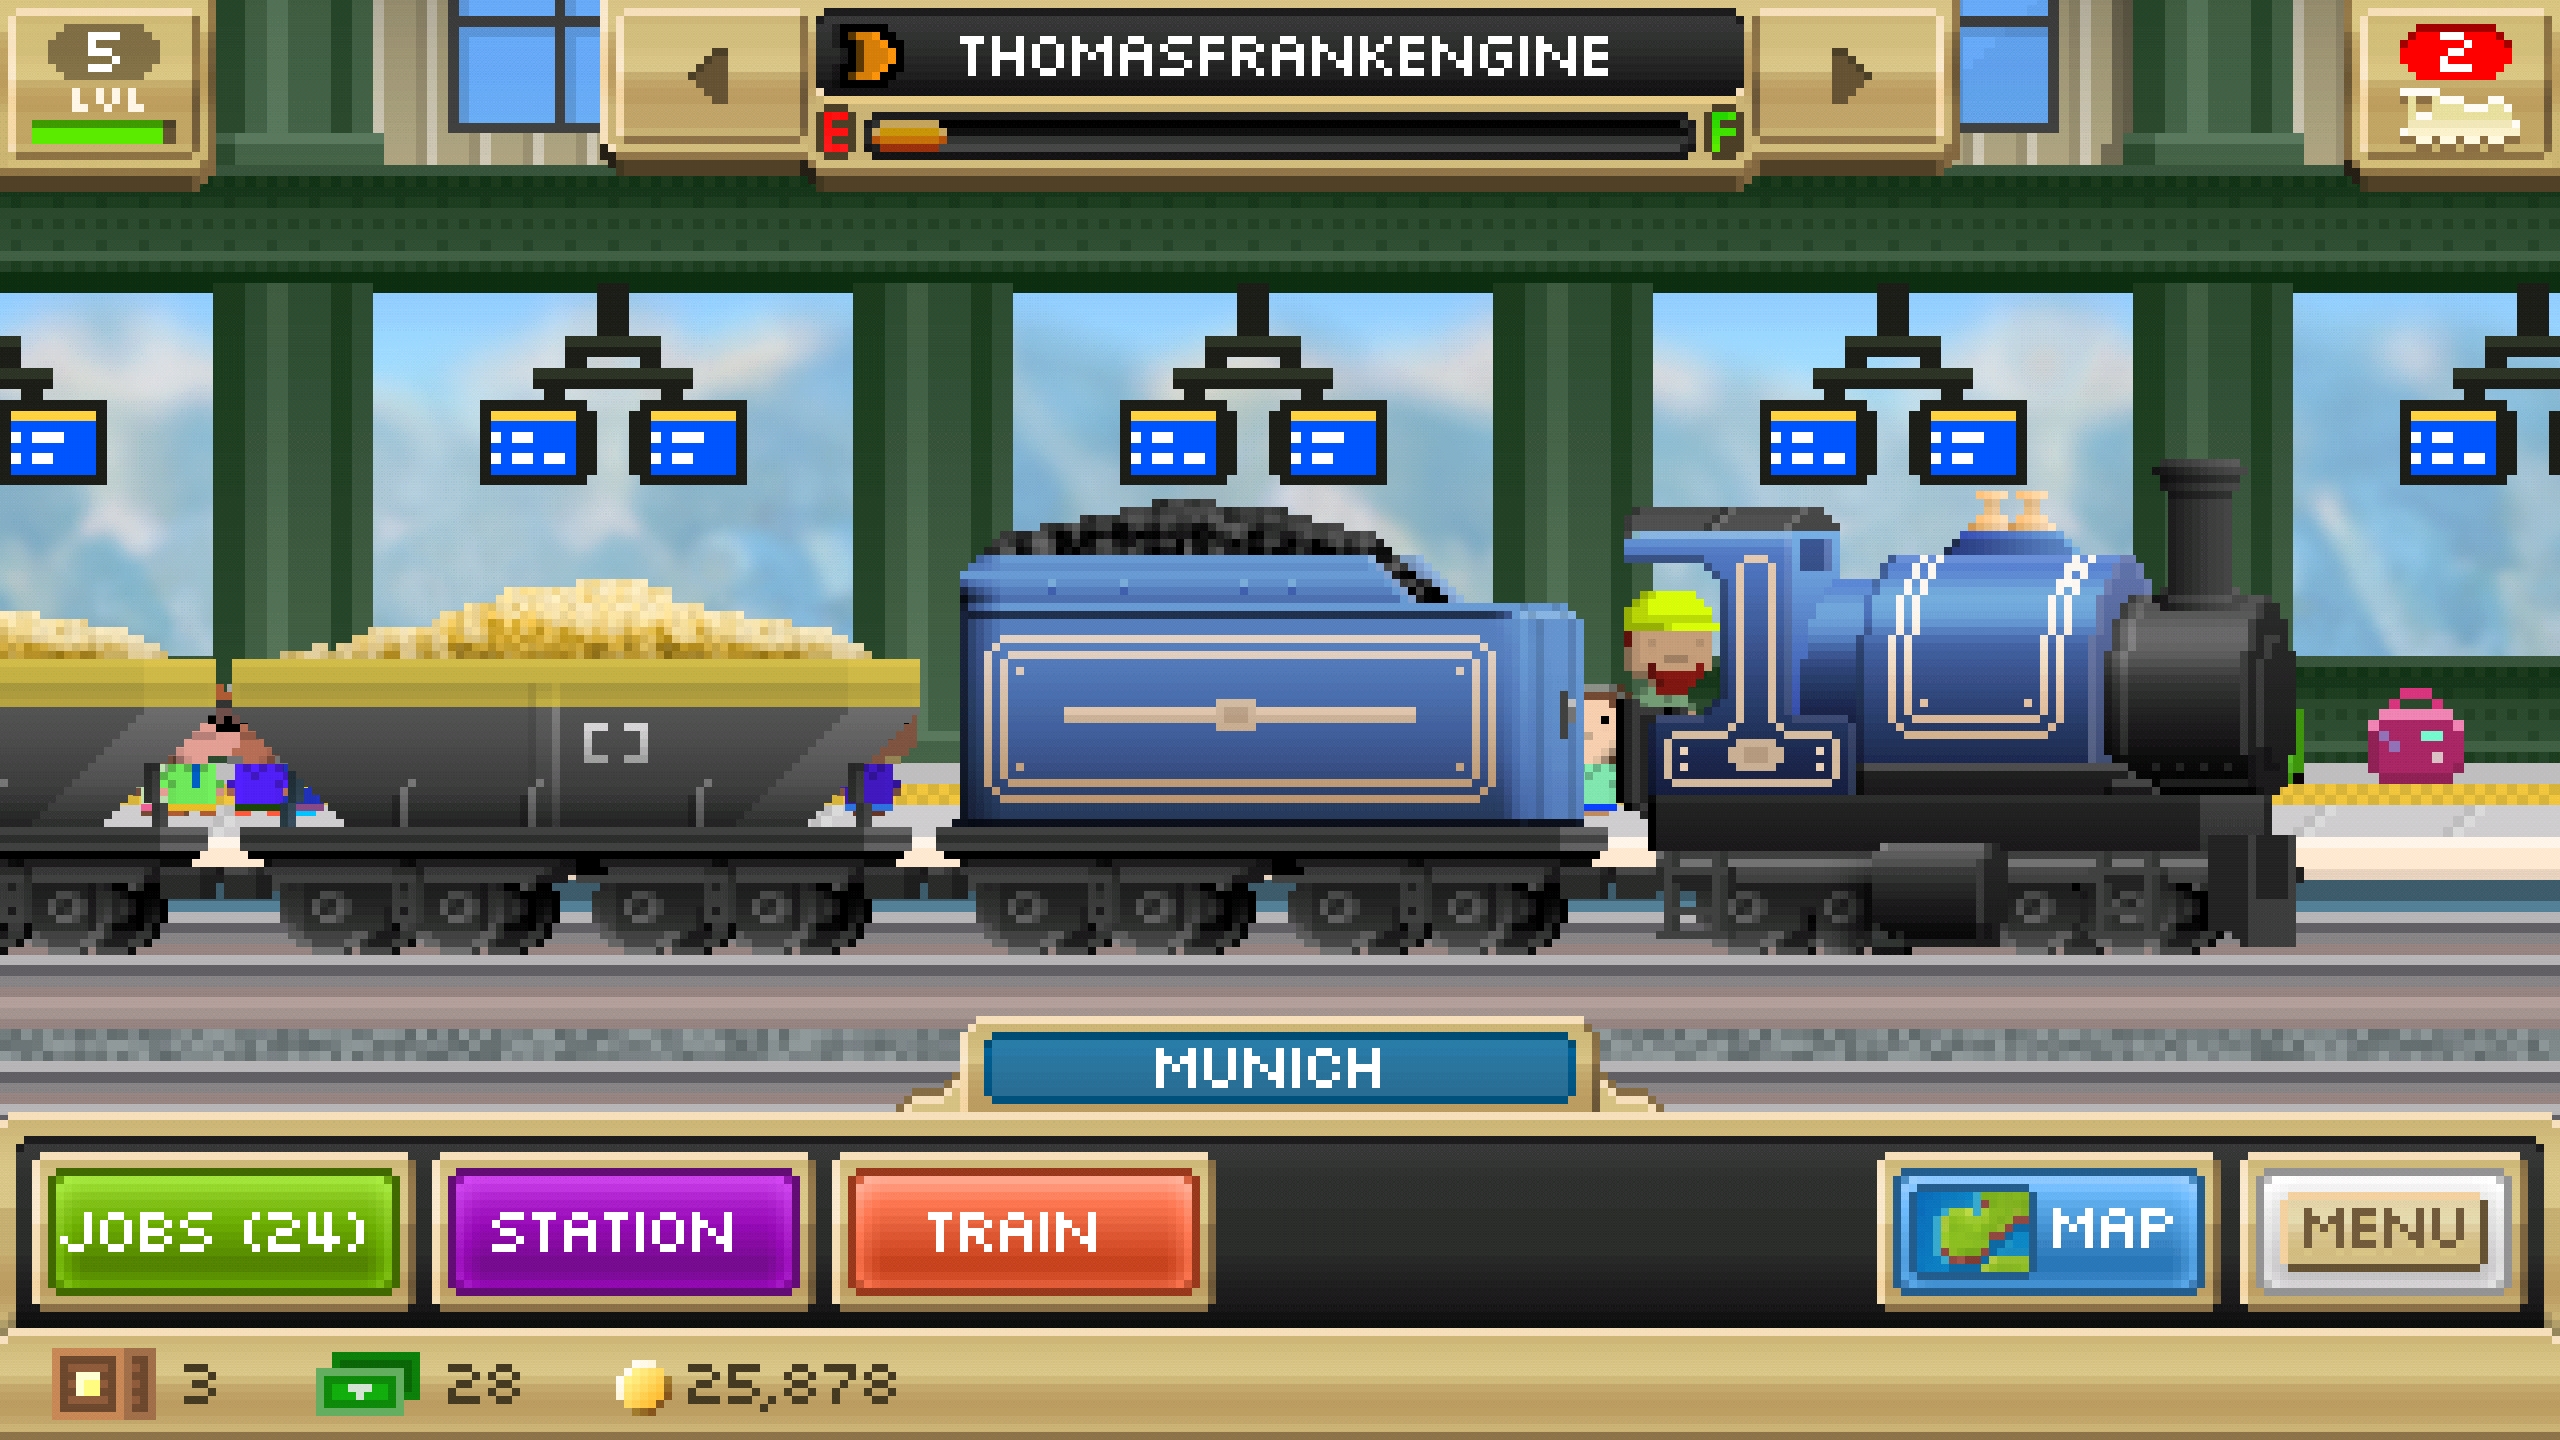 5
LVL
THOMASFRANKENGINE
E
F
2
MUNICH
JOBS (24)
STATION
TRAIN
MAP
MENU
3
28
25,878